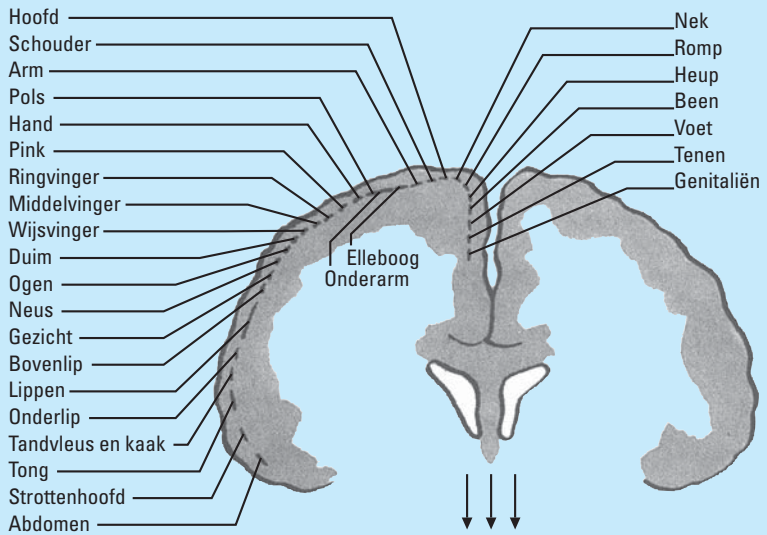 Hoofd
Schouder
Arm
Pols
Hand
Pink
Ringvinger
Middelvinger
Wijsvinger
Duim
Ogen
Neus
Gezicht
Bovenlip
Lippen
Onderlip
Tandvleus en kaak
Tong
Strottenhoofd
Abdomen
Elleboog
Onderarm
Nek
Romp
Heup
Been
Voet
Tenen
Genitaliën